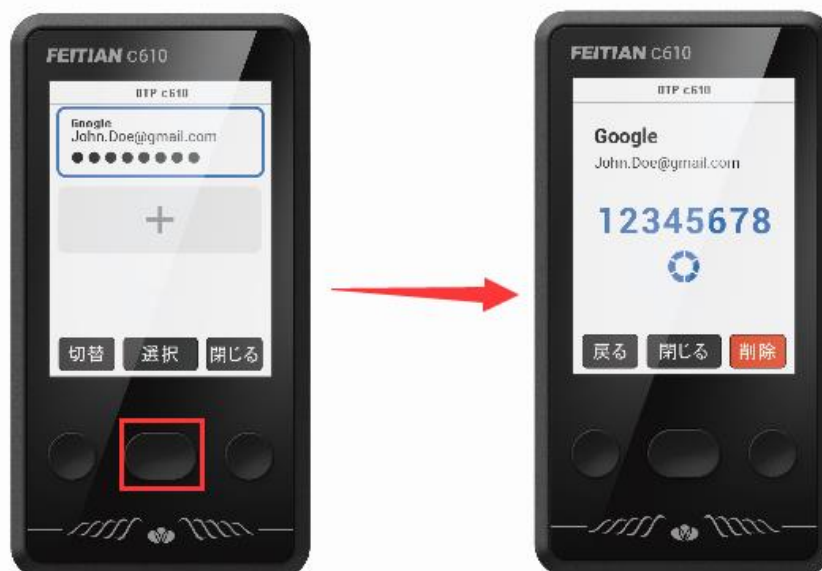 FEITIAN c610
OTP c610
Google
John.Doe@gmail.com
切替 選択 閉じる
FEITIAN c610
OTP c610
Google
John.Doe@gmail.com
12345678
戻る 閉じる 削除